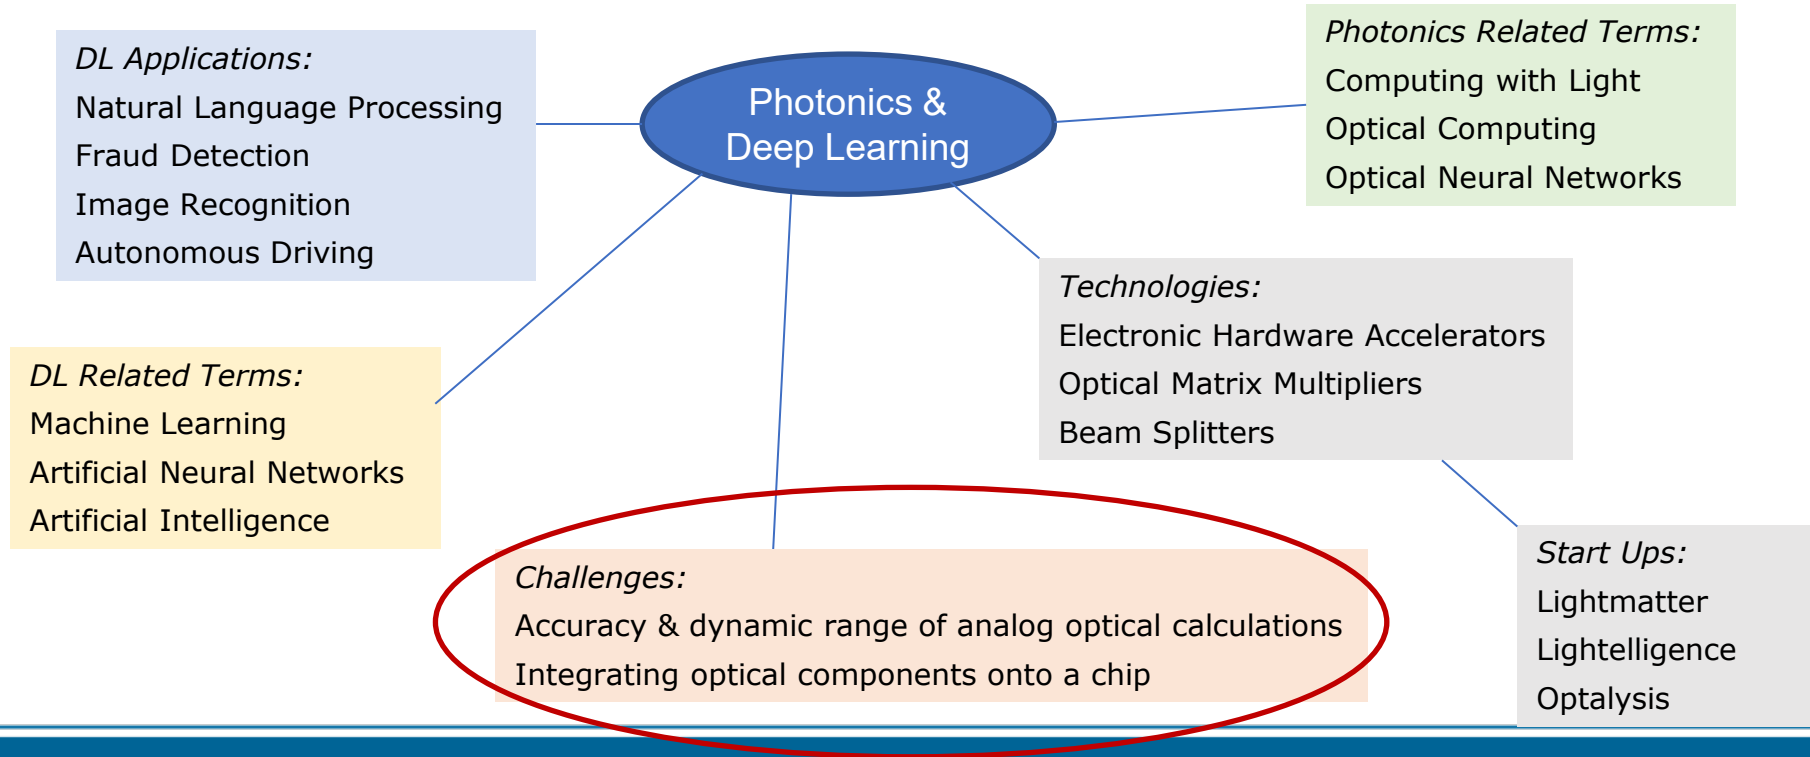 DL Applications:
Natural Language Processing
Fraud Detection
Image Recognition
Autonomous Driving
Photonics &
Deep Learning
Photonics Related Terms:
Computing with Light
Optical Computing
Optical Neural Networks
Technologies:
Electronic Hardware Accelerators
Optical Matrix Multipliers
Beam Splitters
DL Related Terms:
Machine Learning
Artificial Neural Networks
Artificial Intelligence
Challenges:
Accuracy & dynamic range of analog optical calculations
Integrating optical components onto a chip
Start Ups:
Lightmatter
Lightelligence
Optalysis